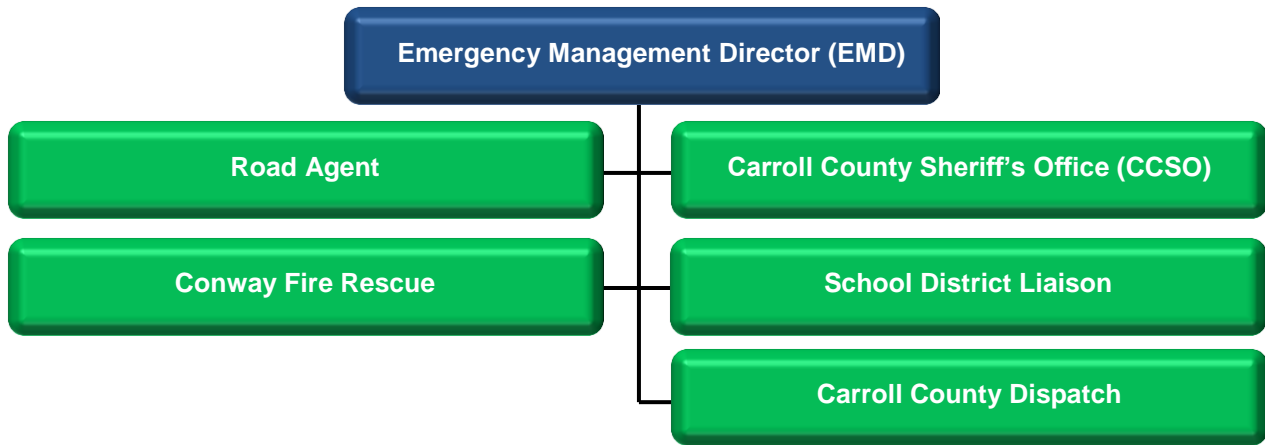 Emergency Management Director (EMD)
Road Agent
Carroll County Sheriff’s Office (CCSO)
Conway Fire Rescue
School District Liaison
Carroll County Dispatch